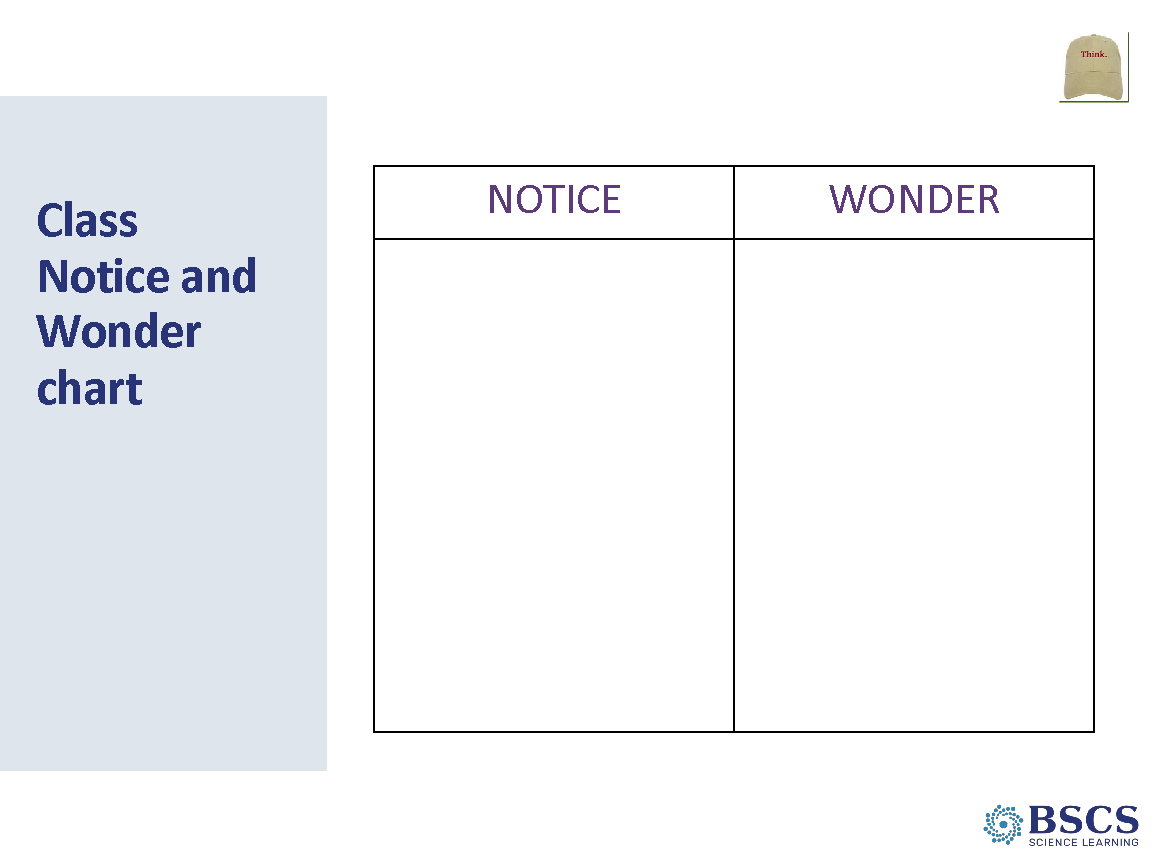 Think.
Class
Notice and
Wonder
chart
NOTICE
WONDER
BSCS
SCIENCE LEARNING